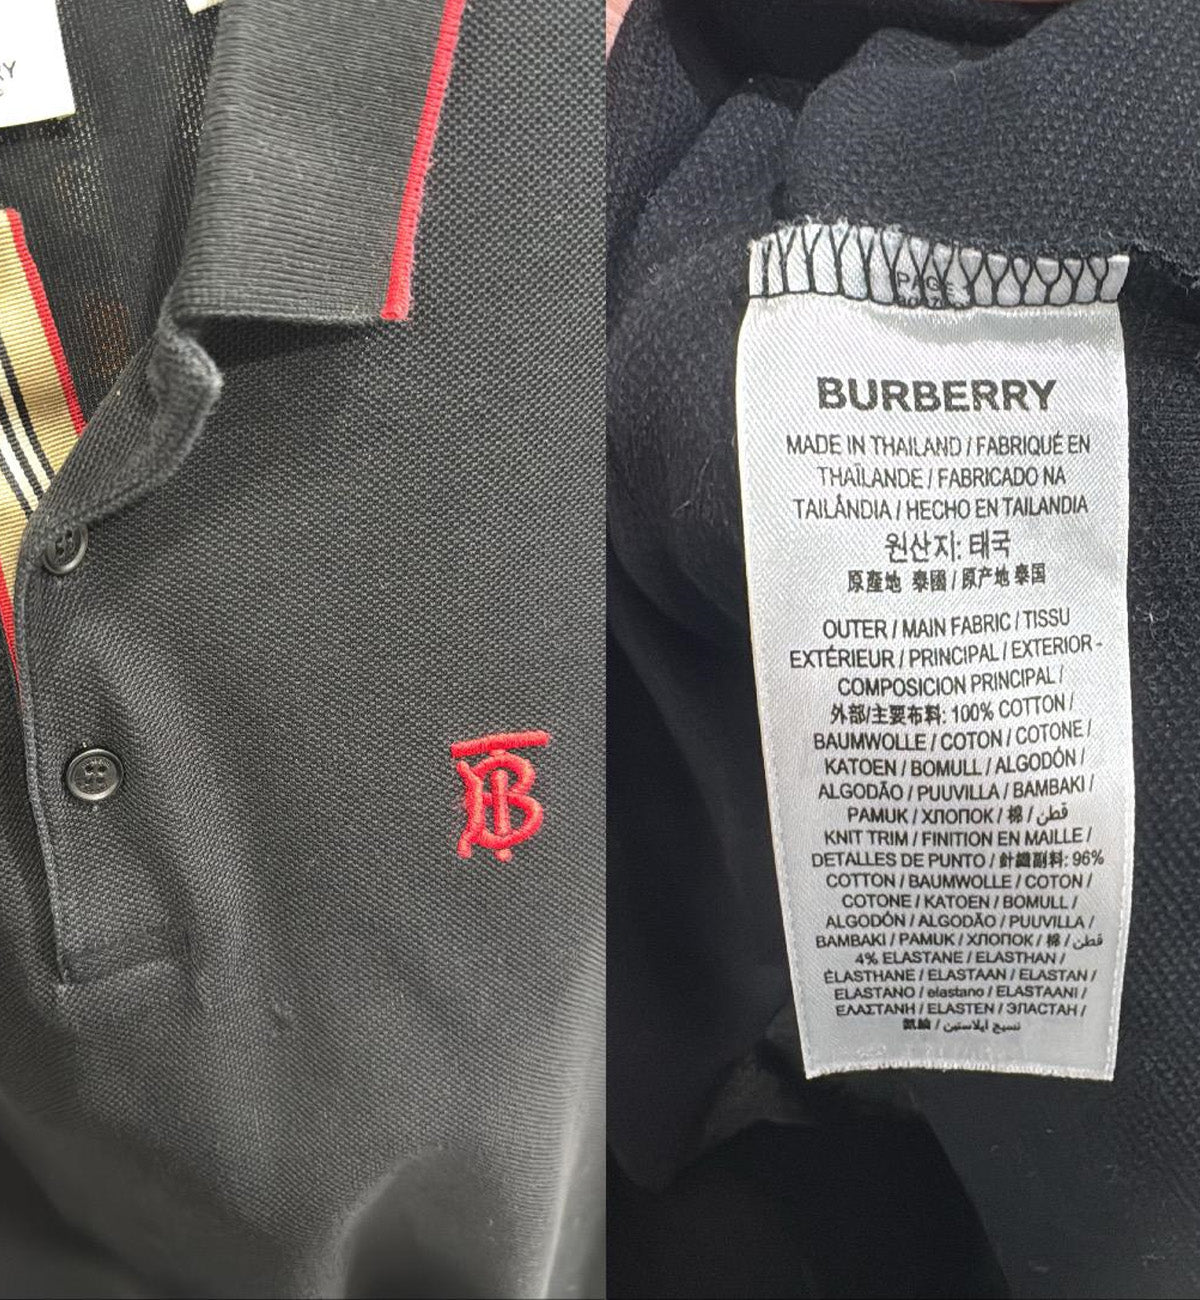 RY
TB
PAGE
BURBERRY
MADE IN THAILAND / FABRIQUÉ EN
THAÏLANDE / FABRICADO NA
TAILÂNDIA / HECHO EN TAILANDIA
원산지: 태국
原產地 泰國 / 原产地 泰国
OUTER / MAIN FABRIC / TISSU
EXTÉRIEUR / PRINCIPAL / EXTERIOR -
COMPOSICION PRINCIPAL /
外部/主要布料: 100% COTTON /
BAUMWOLLE / COTON / COTONE /
KATOEN / BOMULL / ALGODÓN /
ALGODÃO / PUUVILLA / BAMBAKI /
PAMUK / ХЛОПОК / 棉 / قطن
KNIT TRIM / FINITION EN MAILLE /
DETALLES DE PUNTO / 針織副料: 96%
COTTON / BAUMWOLLE / COTON /
COTONE / KATOEN / BOMULL /
ALGODÓN / ALGODÃO / PUUVILLA /
BAMBAKI / PAMUK / ХЛОПОК / 棉 / قطن
4% ELASTANE / ELASTHAN /
ÉLASTHANE / ELASTAAN / ELASTAN /
ELASTANO / elastano / ELASTAANI /
ΕΛΑΣΤΑΝΗ / ELASTEN / ЭЛАСТАН /
氨綸 / نسيج ايلاستين